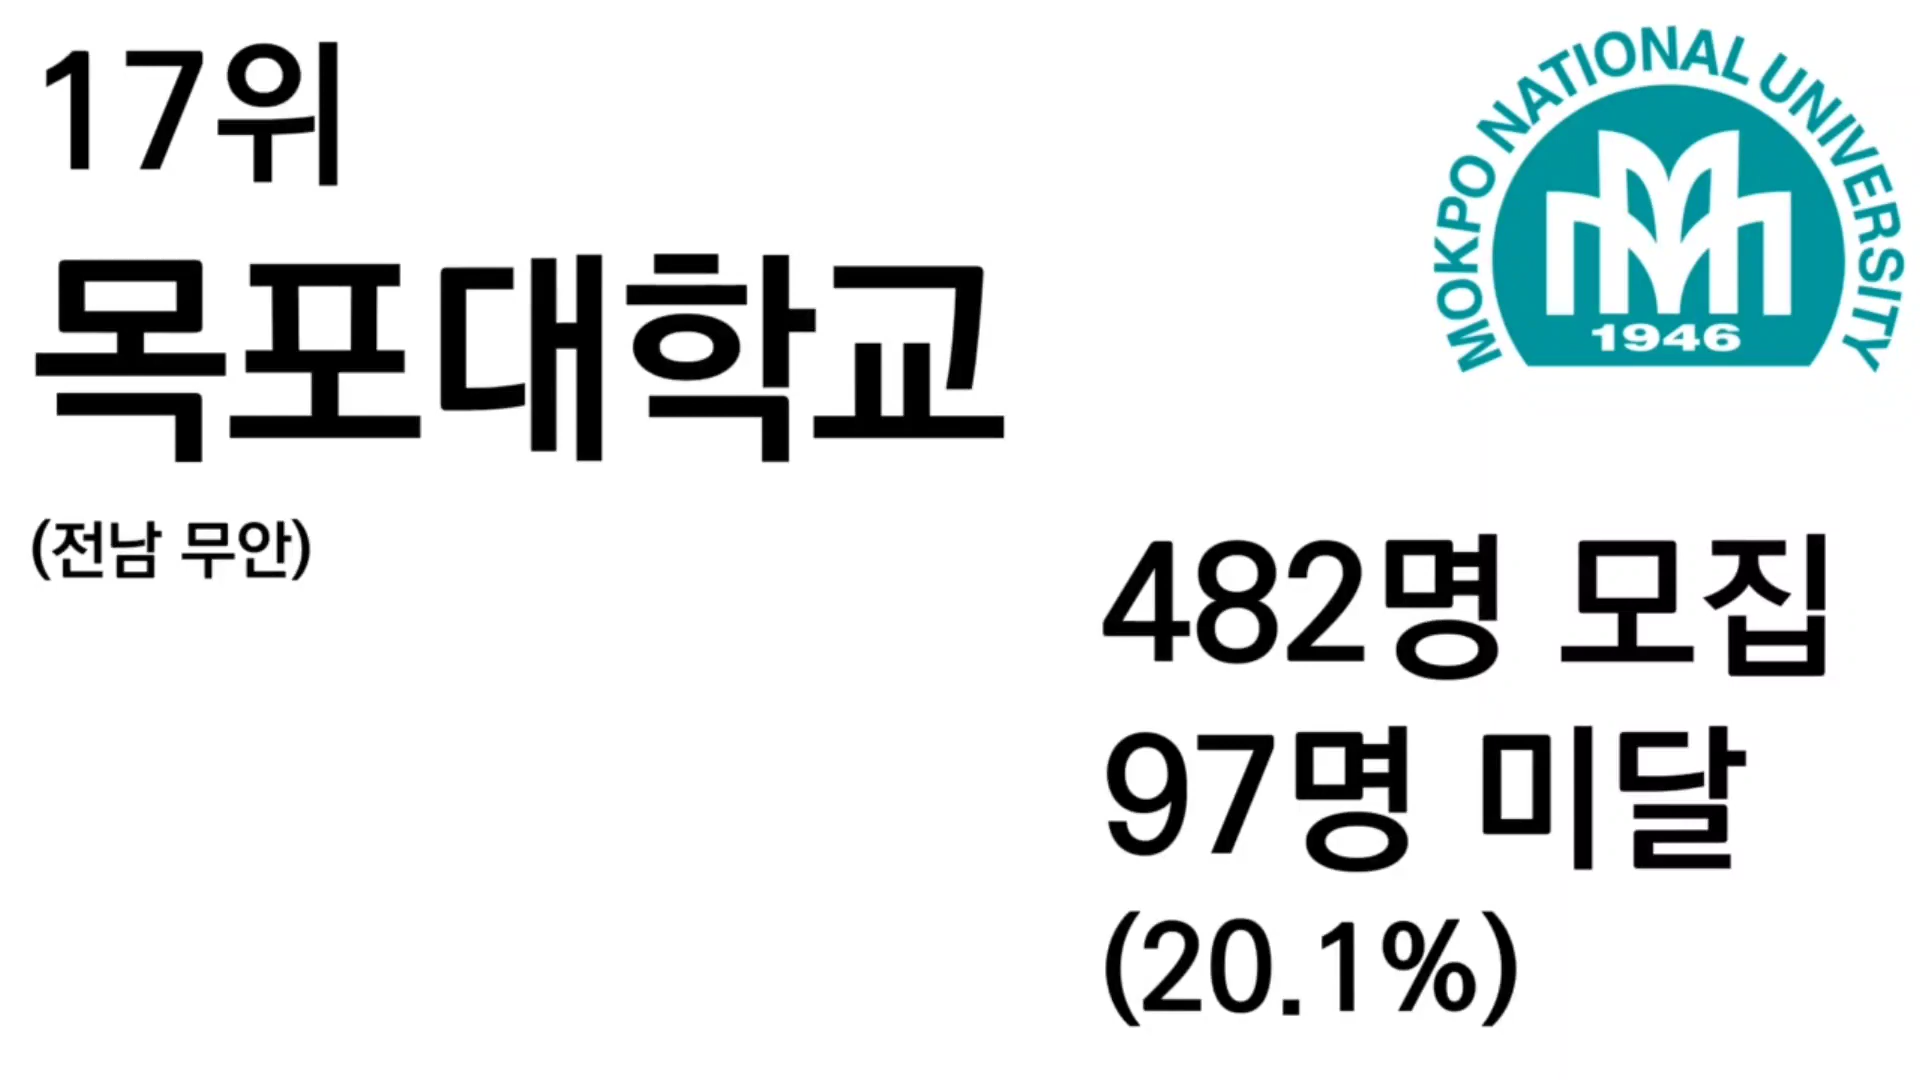 17위
MOKPO NATIONAL UNIVERSITY
1946
목포대학교
(전남 무안)
482명 모집
97명 미달
(20.1%)